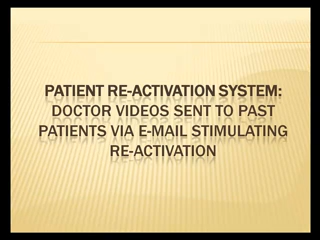 PATIENT RE-ACTIVATION SYSTEM:
DOCTOR VIDEOS SENT TO PAST
PATIENTS VIA E-MAIL STIMULATING
RE-ACTIVATION